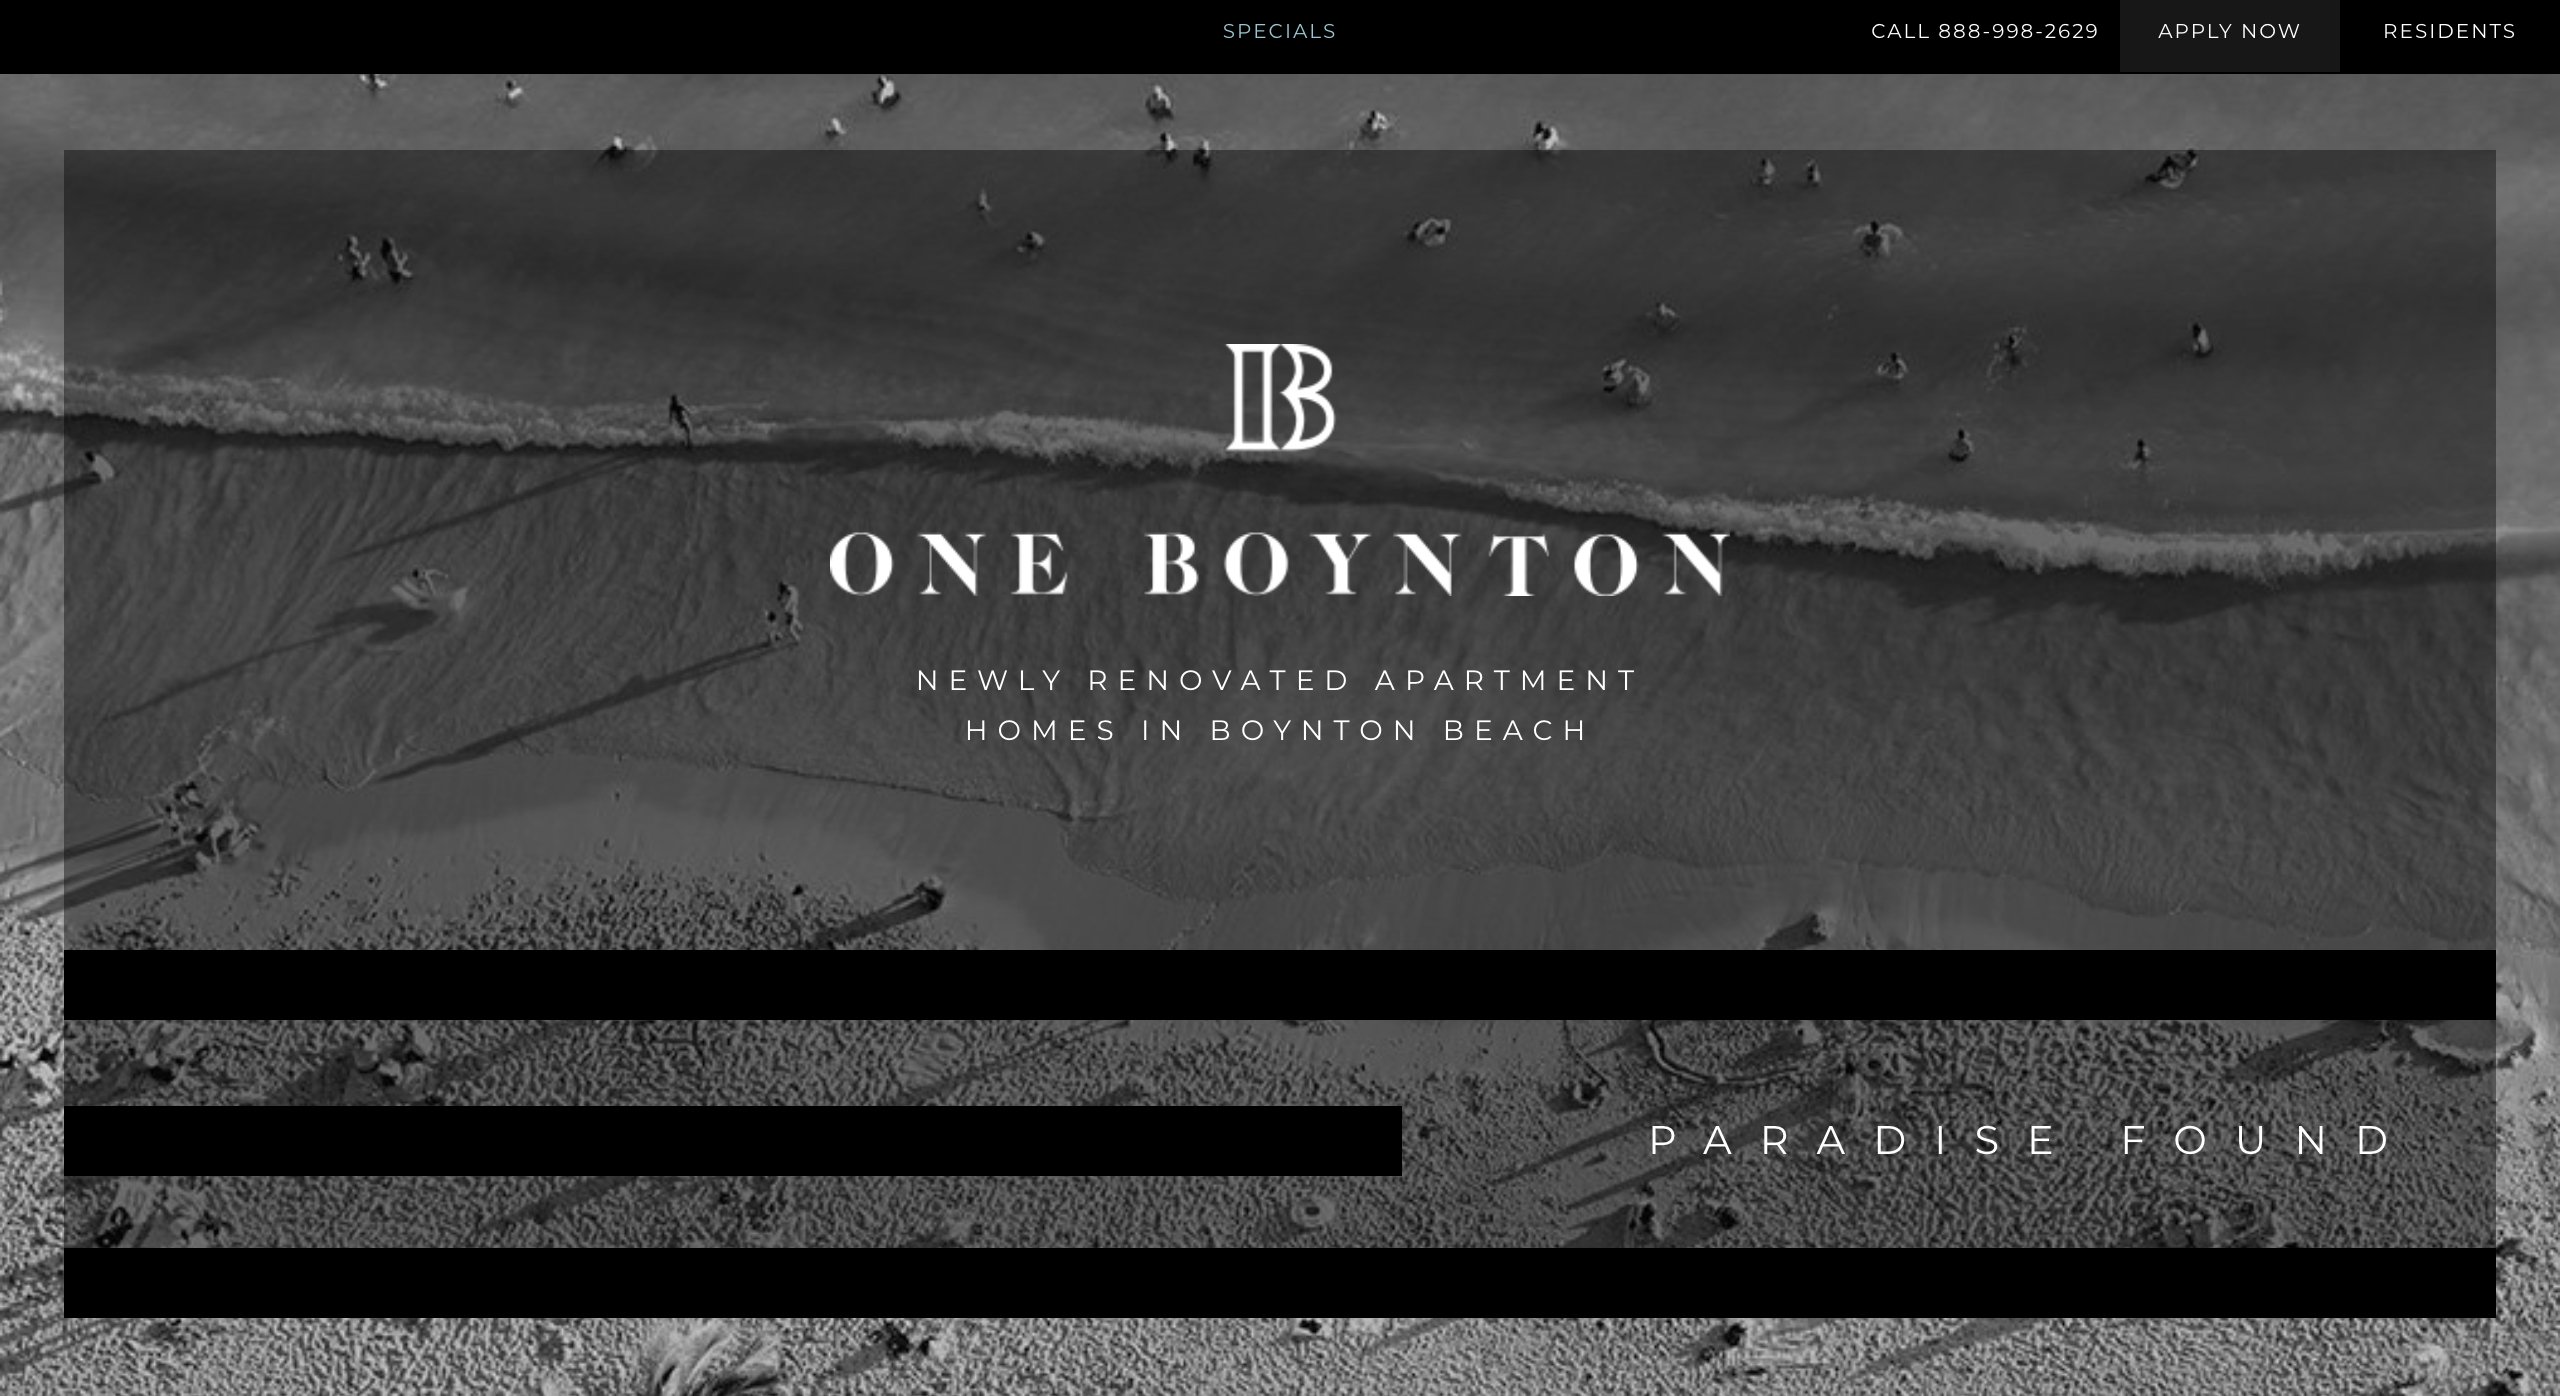 SPECIALS
CALL 888-998-2629
APPLY NOW
RESIDENTS
ONE BOYNTON
NEWLY RENOVATED APARTMENT
HOMES IN BOYNTON BEACH
PARADISE FOUND